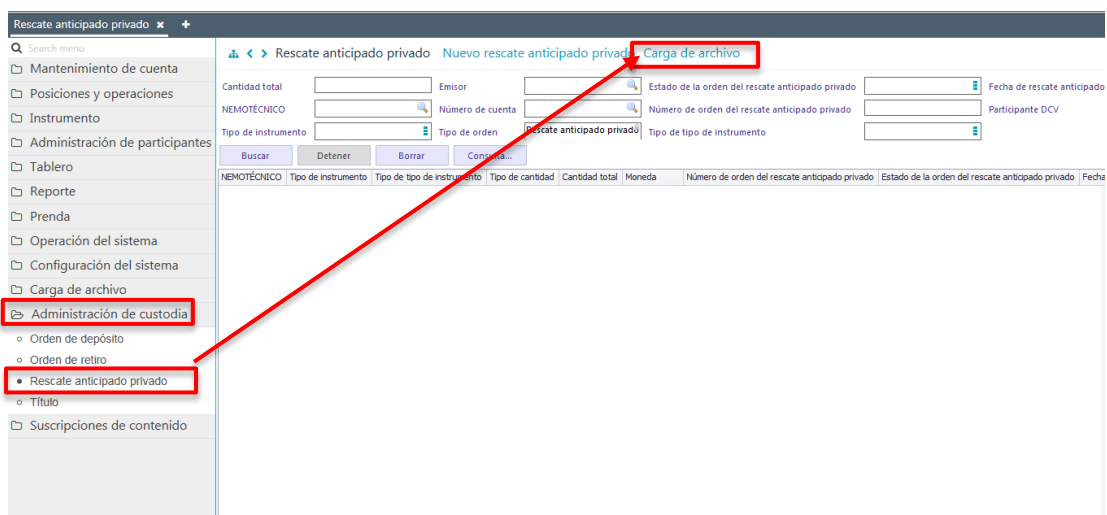 Rescate anticipado privado × +
Search menu
Mantenimiento de cuenta
Posiciones y operaciones
Instrumento
Administración de participantes
Tablero
Reporte
Prenda
Operación del sistema
Configuración del sistema
Carga de archivo
Administración de custodia
Orden de depósito
Orden de retiro
Rescate anticipado privado
Título
Suscripciones de contenido
Rescate anticipado privado Nuevo rescate anticipado privado Carga de archivo
Cantidad total Emisor Estado de la orden del rescate anticipado privado Fecha de rescate anticipado
NEMOTÉCNICO Número de cuenta Número de orden del rescate anticipado privado Participante DCV
Tipo de instrumento Tipo de orden Rescate anticipado privado Tipo de tipo de instrumento
Buscar Detener Borrar Consulta...
NEMOTÉCNICO Tipo de instrumento Tipo de tipo de instrumento Tipo de cantidad Cantidad total Moneda Número de orden del rescate anticipado privado Estado de la orden del rescate anticipado privado Fecha